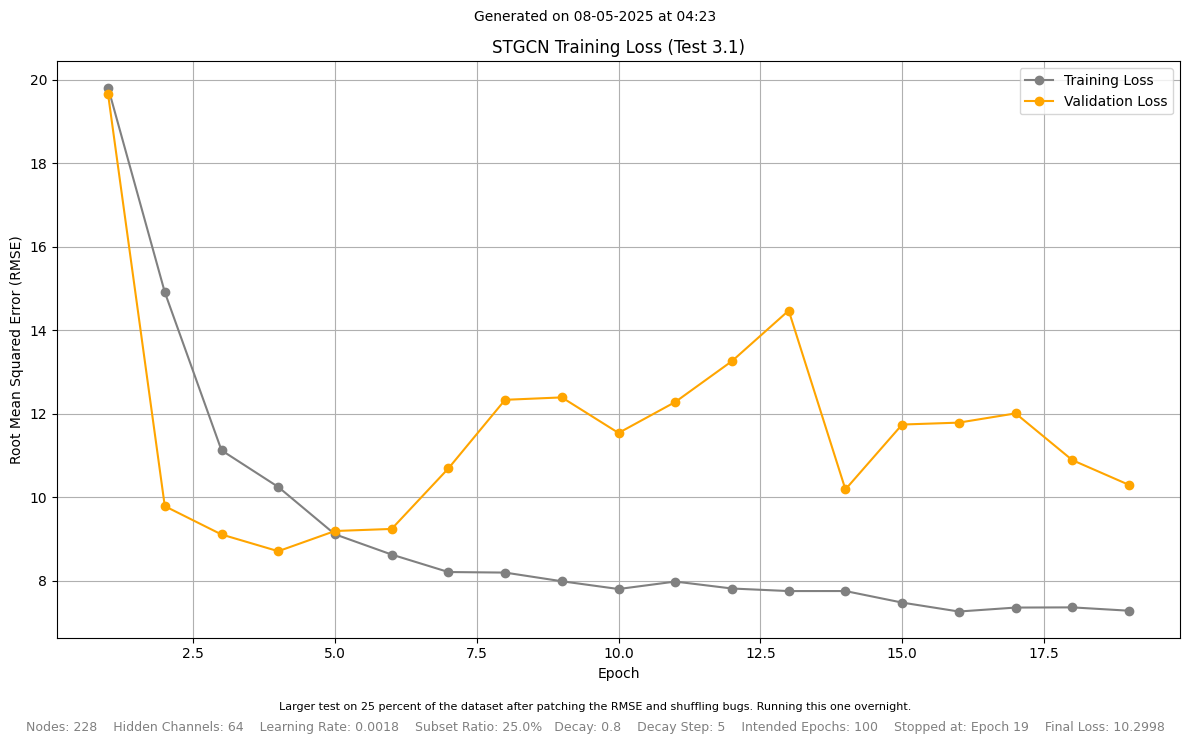 Generated on 08-05-2025 at 04:23
STGCN Training Loss (Test 3.1)
Training Loss
Validation Loss
Root Mean Squared Error (RMSE)
20
18
16
14
12
10
8
2.5 5.0 7.5 10.0 12.5 15.0 17.5
Epoch
Larger test on 25 percent of the dataset after patching the RMSE and shuffling bugs. Running this one overnight.
Nodes: 228 Hidden Channels: 64 Learning Rate: 0.0018 Subset Ratio: 25.0% Decay: 0.8 Decay Step: 5 Intended Epochs: 100 Stopped at: Epoch 19 Final Loss: 10.2998